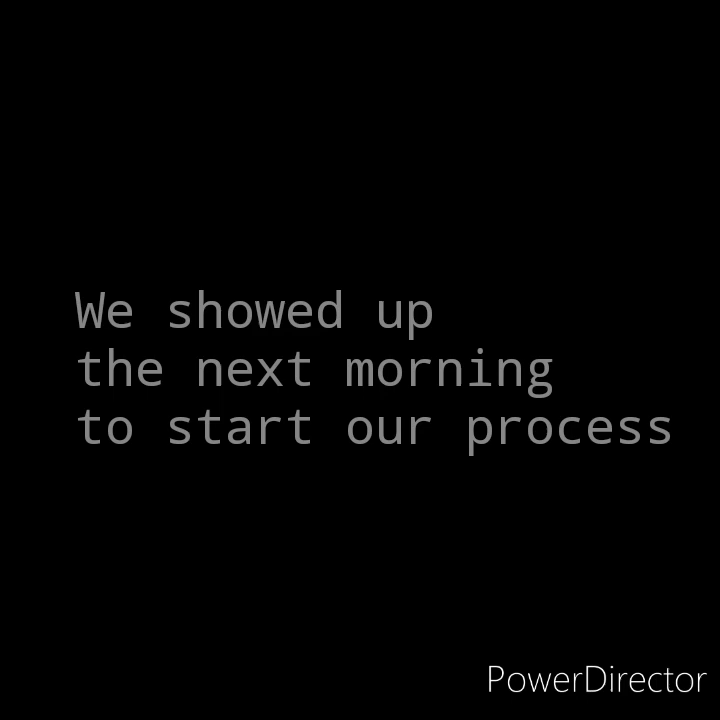 We showed up
the next morning
to start our process
PowerDirector